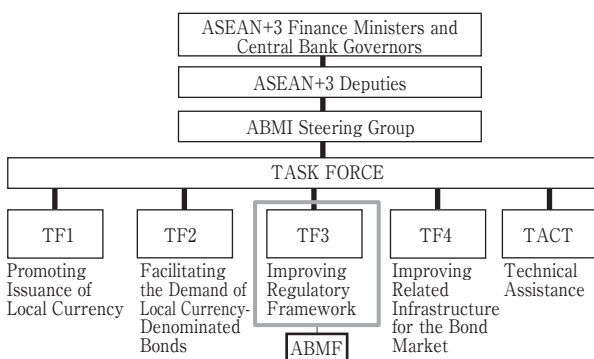 ASEAN+3 Finance Ministers and
Central Bank Governors
ASEAN+3 Deputies
ABMI Steering Group
TASK FORCE
TF1
Promoting
Issuance of
Local Currency
TF2
Facilitating
the Demand of
Local Currency-
Denominated
Bonds
TF3
Improving
Regulatory
Framework
TF4
Improving
Related
Infrastructure
for the Bond
Market
TACT
Technical
Assistance
ABMF